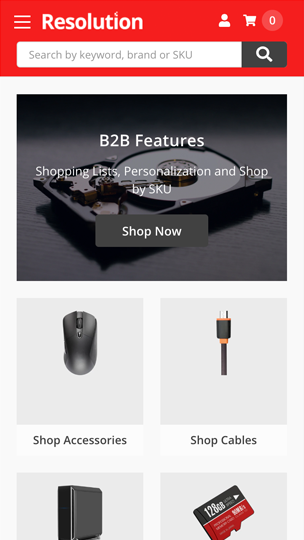 Resolution
0
Search by keyword, brand or SKU
B2B Features
Shopping Lists, Personalization and Shop
by SKU
Shop Now
Shop Accessories
Shop Cables
128GB